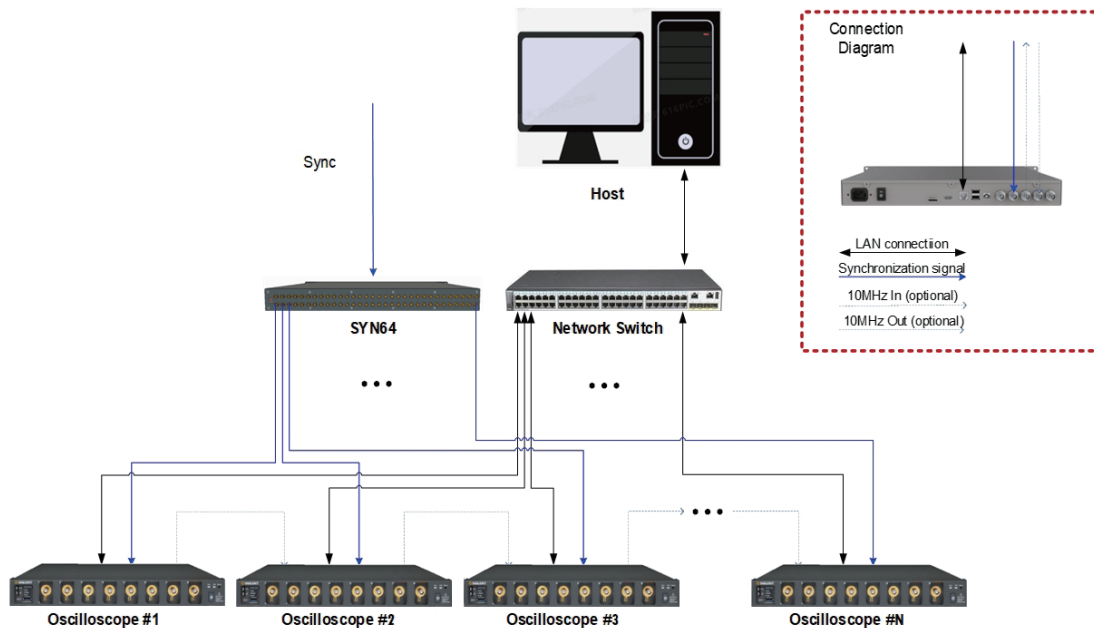 Connection
Diagram
Sync
Host
LAN connectiion
Synchronization signal
10MHz In (optional)
10MHz Out (optional)
SYN64
Network Switch
Oscilloscope #1
Oscilloscope #2
Oscilloscope #3
Oscilloscope #N